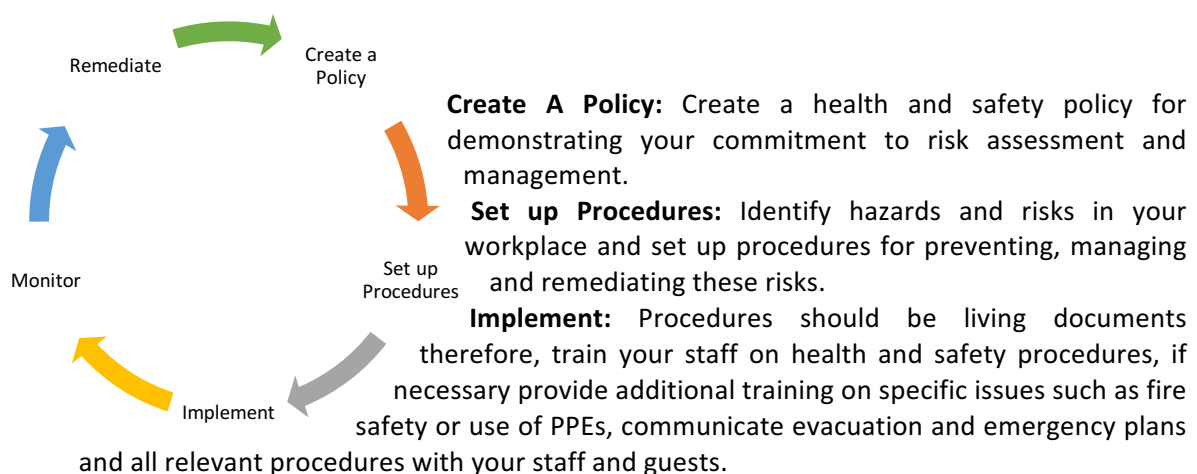 Remediate
Create a
Policy
Set up
Procedures
Implement
Monitor
Create A Policy: Create a health and safety policy for
demonstrating your commitment to risk assessment and
management.
Set up Procedures: Identify hazards and risks in your
workplace and set up procedures for preventing, managing
and remediating these risks.
Implement: Procedures should be living documents
therefore, train your staff on health and safety procedures, if
necessary provide additional training on specific issues such as fire
safety or use of PPEs, communicate evacuation and emergency plans
and all relevant procedures with your staff and guests.